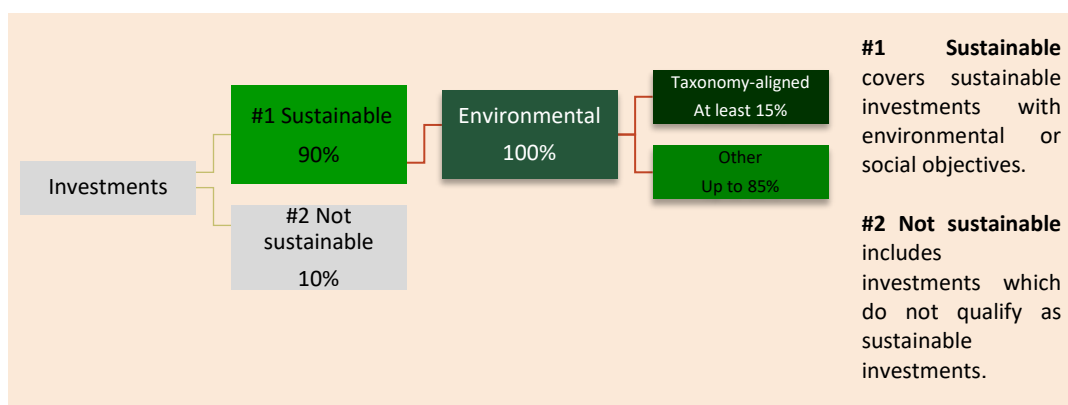 Investments
#1 Sustainable
90%
#2 Not
sustainable
10%
Environmental
100%
Taxonomy-aligned
At least 15%
Other
Up to 85%
#1 Sustainable
covers sustainable
investments with
environmental or
social objectives.
#2 Not sustainable
includes
investments which
do not qualify as
sustainable
investments.